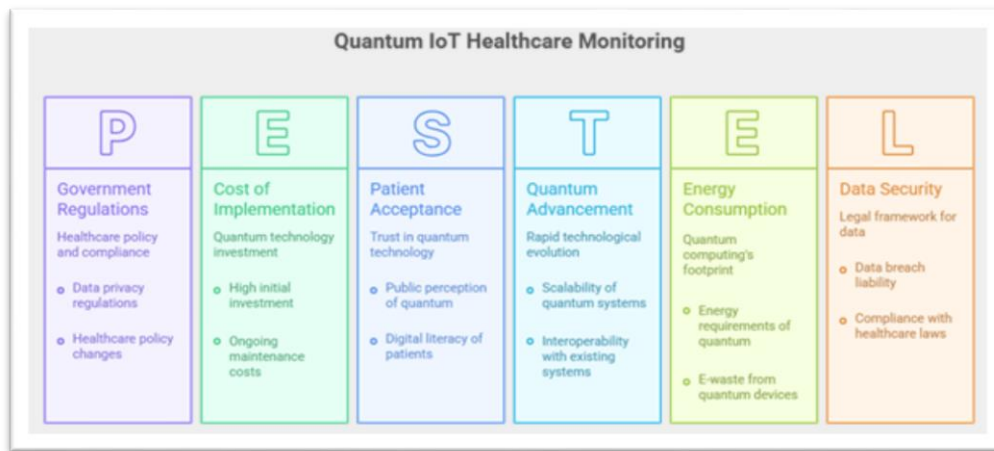 Quantum IoT Healthcare Monitoring
P
Government
Regulations
Healthcare policy
and compliance
Data privacy
regulations
Healthcare policy
changes
E
Cost of
Implementation
Quantum technology
investment
High initial
investment
Ongoing
maintenance
costs
S
Patient
Acceptance
Trust in quantum
technology
Public perception
of quantum
Digital literacy of
patients
T
Quantum
Advancement
Rapid technological
evolution
Scalability of
quantum systems
Interoperability
with existing
systems
E
Energy
Consumption
Quantum
computing's
footprint
Energy
requirements of
quantum
E-waste from
quantum devices
L
Data Security
Legal framework for
data
Data breach
liability
Compliance with
healthcare laws